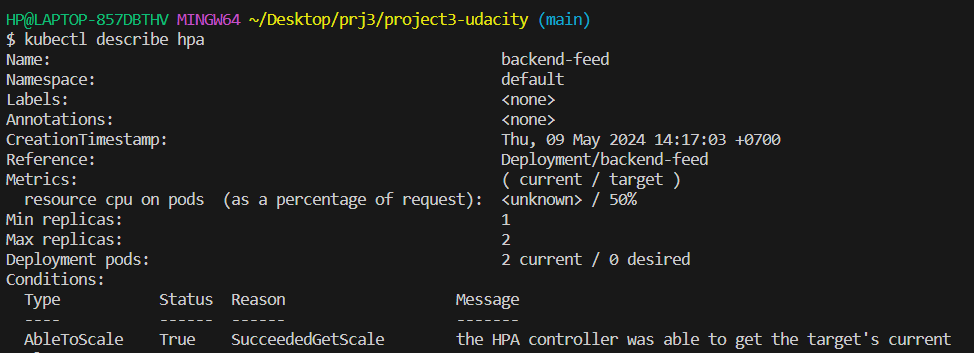 HP@LAPTOP-857DBTHV MINGW64 ~/Desktop/prj3/project3-udacity (main)
$ kubectl describe hpa
Name: backend-feed
Namespace: default
Labels: <none>
Annotations: <none>
CreationTimestamp: Thu, 09 May 2024 14:17:03 +0700
Reference: Deployment/backend-feed
Metrics: ( current / target )
resource cpu on pods (as a percentage of request): <unknown> / 50%
Min replicas: 1
Max replicas: 2
Deployment pods: 2 current / 0 desired
Conditions:
Type Status Reason Message
---- ------ ------ -------
AbleToScale True SucceededGetScale the HPA controller was able to get the target's current